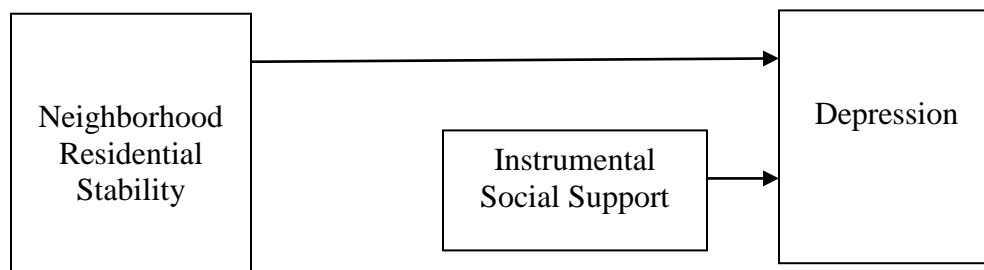 Neighborhood
Residential
Stability
Instrumental
Social Support
Depression